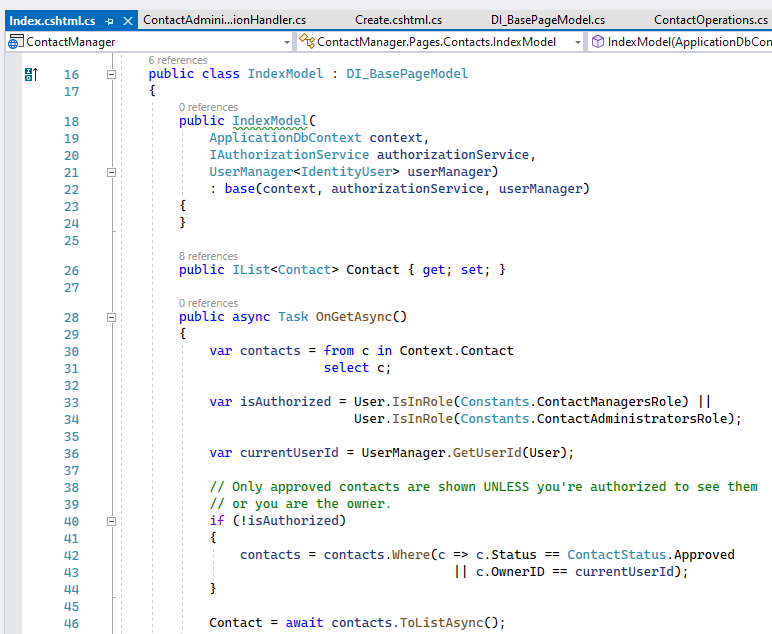 Index.cshtml.cs ContactAdmini...ionHandler.cs Create.cshtml.cs DI_BasePageModel.cs ContactOperations.cs
ContactManager ContactManager.Pages.Contacts.IndexModel IndexModel(ApplicationDbCon
6 references
16 public class IndexModel : DI_BasePageModel
17 {
0 references
18 public IndexModel(
19 ApplicationDbContext context,
20 IAuthorizationService authorizationService,
21 UserManager<IdentityUser> userManager)
22 : base(context, authorizationService, userManager)
23 {
24 }
25
8 references
26 public IList<Contact> Contact { get; set; }
27
0 references
28 public async Task OnGetAsync()
29 {
30 var contacts = from c in Context.Contact
31 select c;
32
33 var isAuthorized = User.IsInRole(Constants.ContactManagersRole) ||
34 User.IsInRole(Constants.ContactAdministratorsRole);
35
36 var currentUserId = UserManager.GetUserId(User);
37
38 // Only approved contacts are shown UNLESS you're authorized to see them
39 // or you are the owner.
40 if (!isAuthorized)
41 {
42 contacts = contacts.Where(c => c.Status == ContactStatus.Approved
43 || c.OwnerID == currentUserId);
44 }
45
46 Contact = await contacts.ToListAsync();